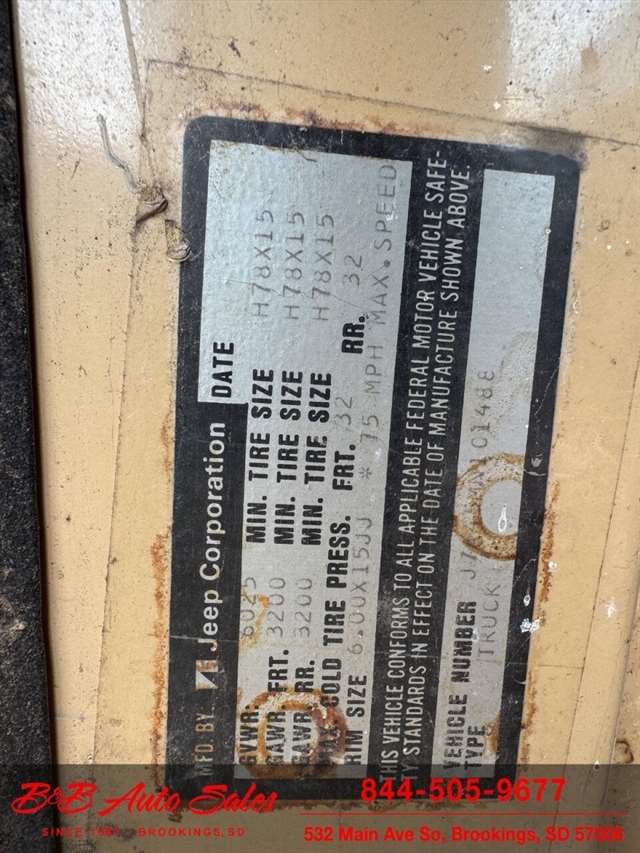 MFD. BY Jeep Corporation DATE
GVWR. 6025 MIN. TIRE SIZE H78X15
GAWR. FRT. 3200 MIN. TIRE SIZE H78X15
GAWR. RR. 3200 MIN. TIRE SIZE H78X15
COLD TIRE PRESS. FRT. 32 RR. 32
RIM SIZE 6.00X15JJ # 75 MPH MAX.SPEED
THIS VEHICLE CONFORMS TO ALL APPLICABLE FEDERAL MOTOR VEHICLE SAFE-
TY STANDARDS IN EFFECT ON THE DATE OF MANUFACTURE SHOWN ABOVE.
VEHICLE NUMBER
TYPE TRUCK
B&B Auto Sales
SINCE BROOKINGS, SD
844-505-9677
532 Main Ave So, Brookings, SD 57006